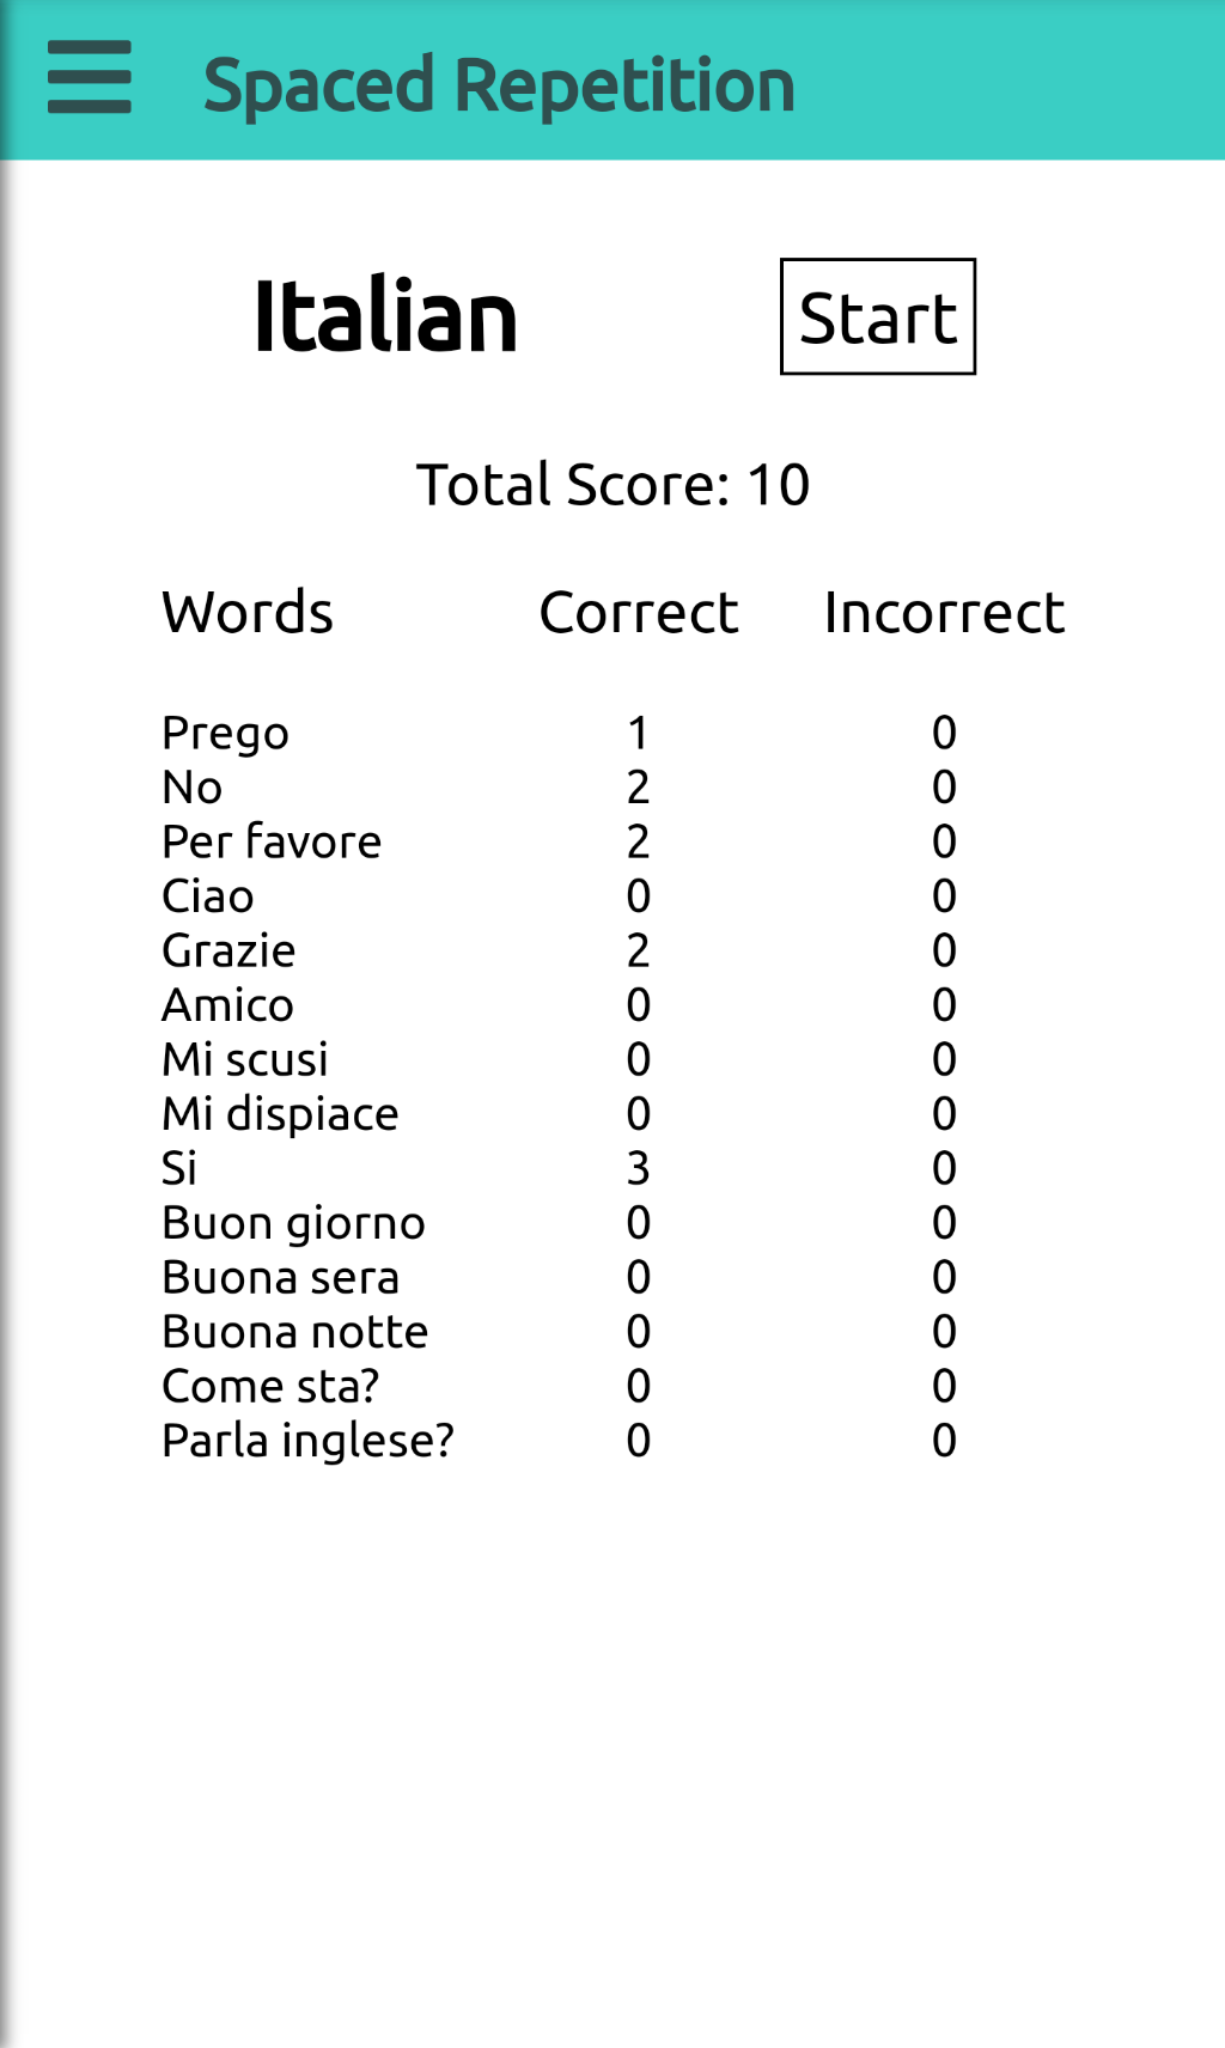 Spaced Repetition
Italian Start
Total Score: 10
Words Correct Incorrect
Prego 1 0
No 2 0
Per favore 2 0
Ciao 0 0
Grazie 2 0
Amico 0 0
Mi scusi 0 0
Mi dispiace 0 0
Si 3 0
Buon giorno 0 0
Buona sera 0 0
Buona notte 0 0
Come sta? 0 0
Parla inglese? 0 0